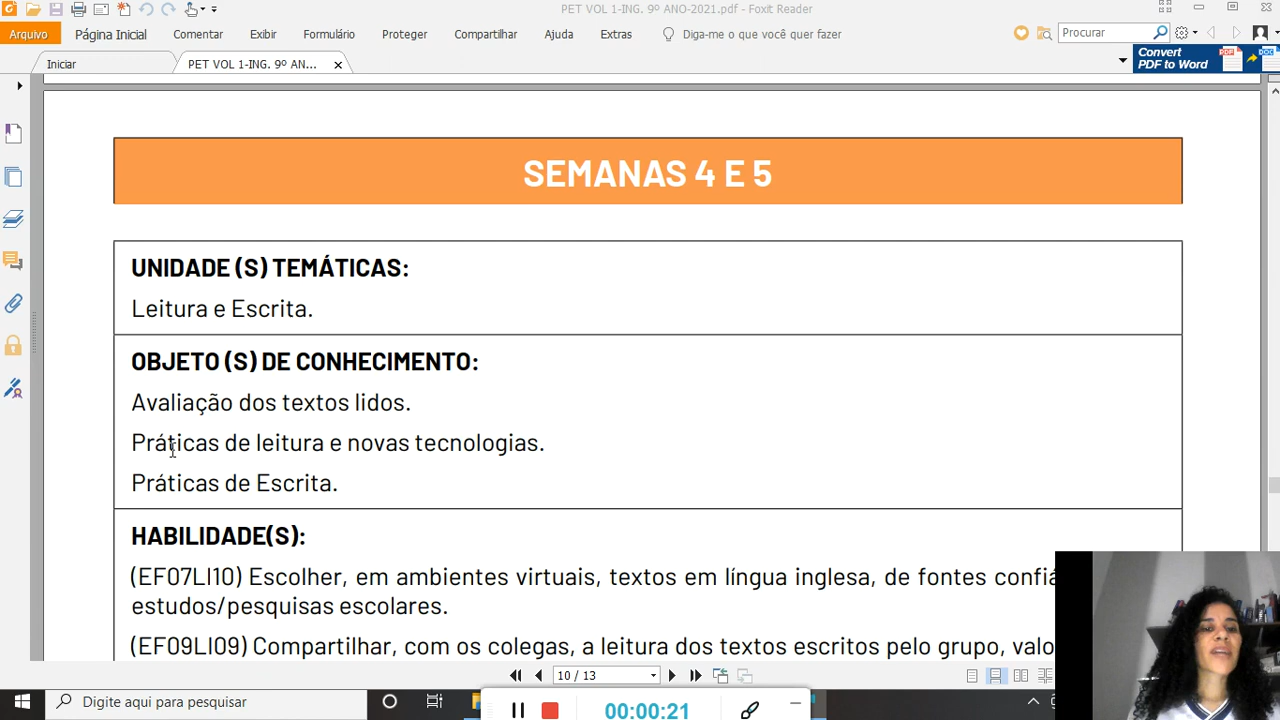 PET VOL 1-ING. 9º ANO-2021.pdf - Foxit Reader
Arquivo Página Inicial Comentar Exibir Formulário Proteger Compartilhar Ajuda Extras Diga-me o que você quer fazer Procurar
Iniciar PET VOL 1-ING. 9º AN...
Convert
PDF to Word
SEMANAS 4 E 5
UNIDADE (S) TEMÁTICAS:
Leitura e Escrita.
OBJETO (S) DE CONHECIMENTO:
Avaliação dos textos lidos.
Práticas de leitura e novas tecnologias.
Práticas de Escrita.
HABILIDADE(S):
(EF07LI10) Escolher, em ambientes virtuais, textos em língua inglesa, de fontes confiá
estudos/pesquisas escolares.
(EF09LI09) Compartilhar, com os colegas, a leitura dos textos escritos pelo grupo, valo
10 / 13
Digite aqui para pesquisar
00:00:21